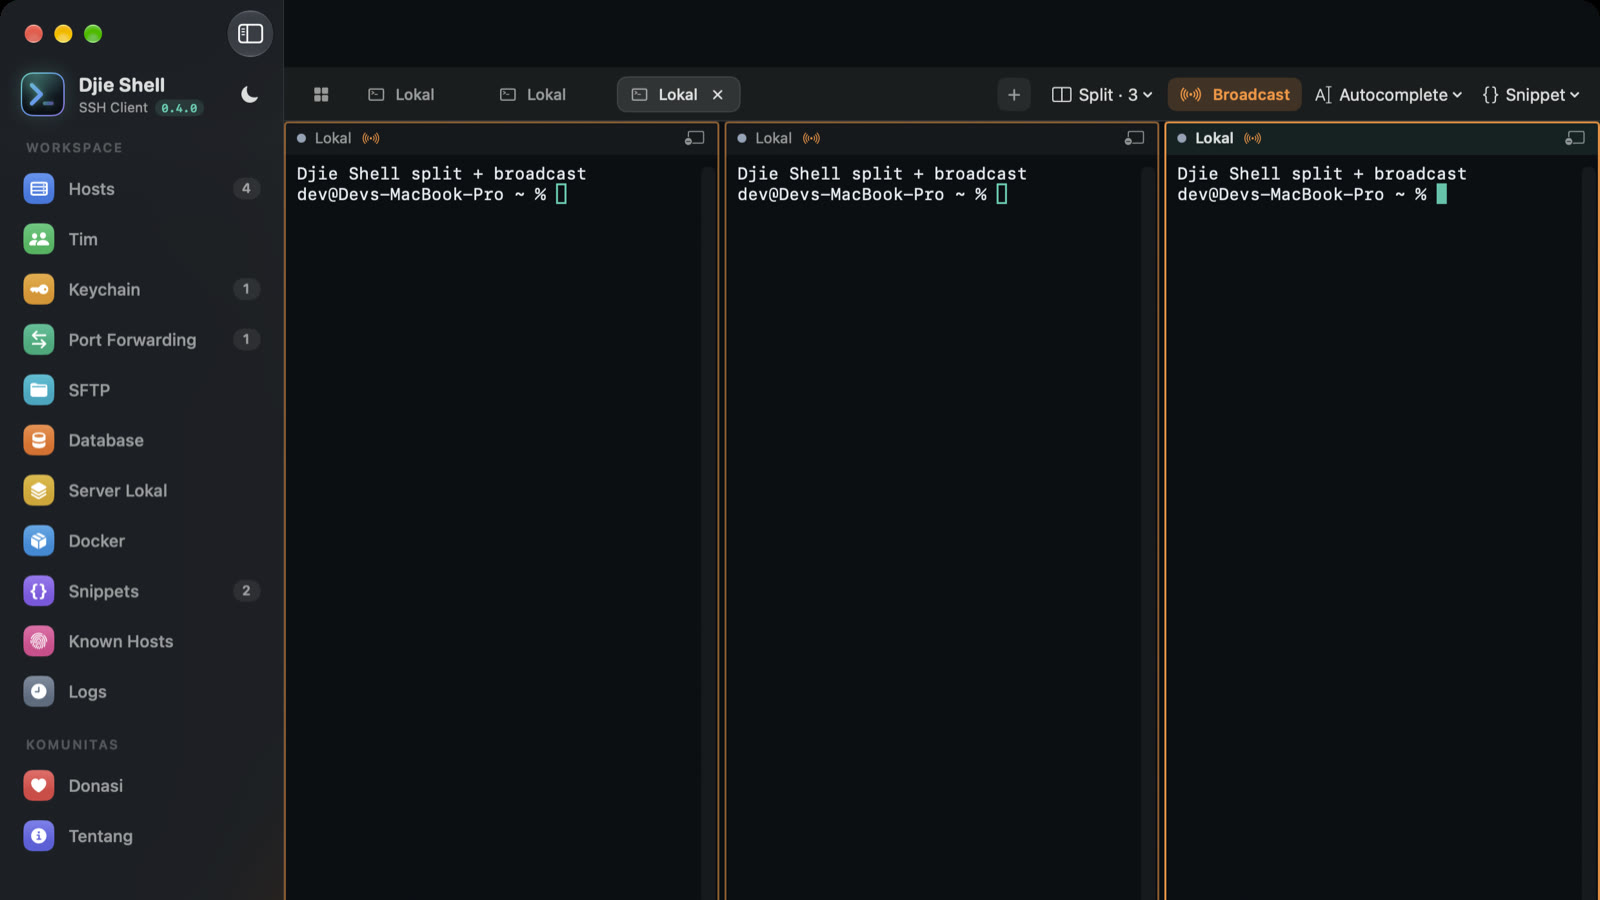 Djie Shell
SSH Client 0.4.0
WORKSPACE
Hosts 4
Tim
Keychain 1
Port Forwarding 1
SFTP
Database
Server Lokal
Docker
Snippets 2
Known Hosts
Logs
KOMUNITAS
Donasi
Tentang
Lokal
Lokal
Lokal
Split · 3
Broadcast
Autocomplete
{} Snippet
Lokal
Djie Shell split + broadcast
dev@Devs-MacBook-Pro ~ %
Lokal
Djie Shell split + broadcast
dev@Devs-MacBook-Pro ~ %
Lokal
Djie Shell split + broadcast
dev@Devs-MacBook-Pro ~ %